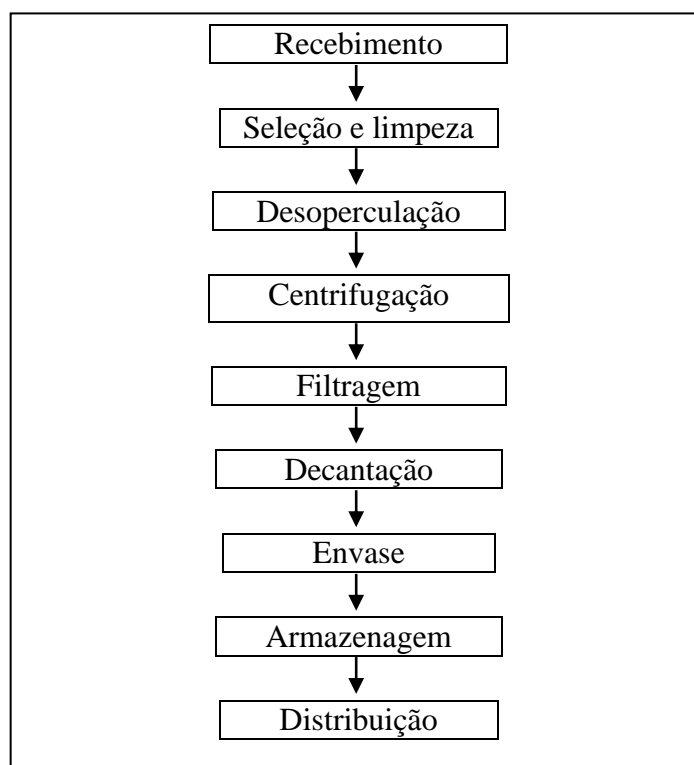 Recebimento
Seleção e limpeza
Desoperculação
Centrifugação
Filtragem
Decantação
Envase
Armazenagem
Distribuição